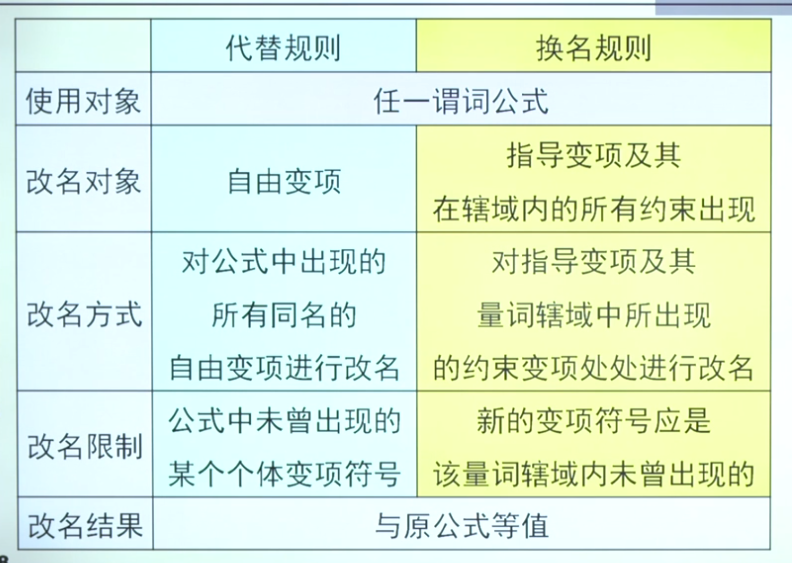 代替规则 换名规则
使用对象 任一谓词公式
改名对象 自由变项 指导变项及其
在辖域内的所有约束出现
改名方式 对公式中出现的
所有同名的
自由变项进行改名
对指导变项及其
量词辖域中所出现
的约束变项处处进行改名
改名限制 公式中未曾出现的
某个个体变项符号
新的变项符号应是
该量词辖域内未曾出现的
改名结果 与原公式等值